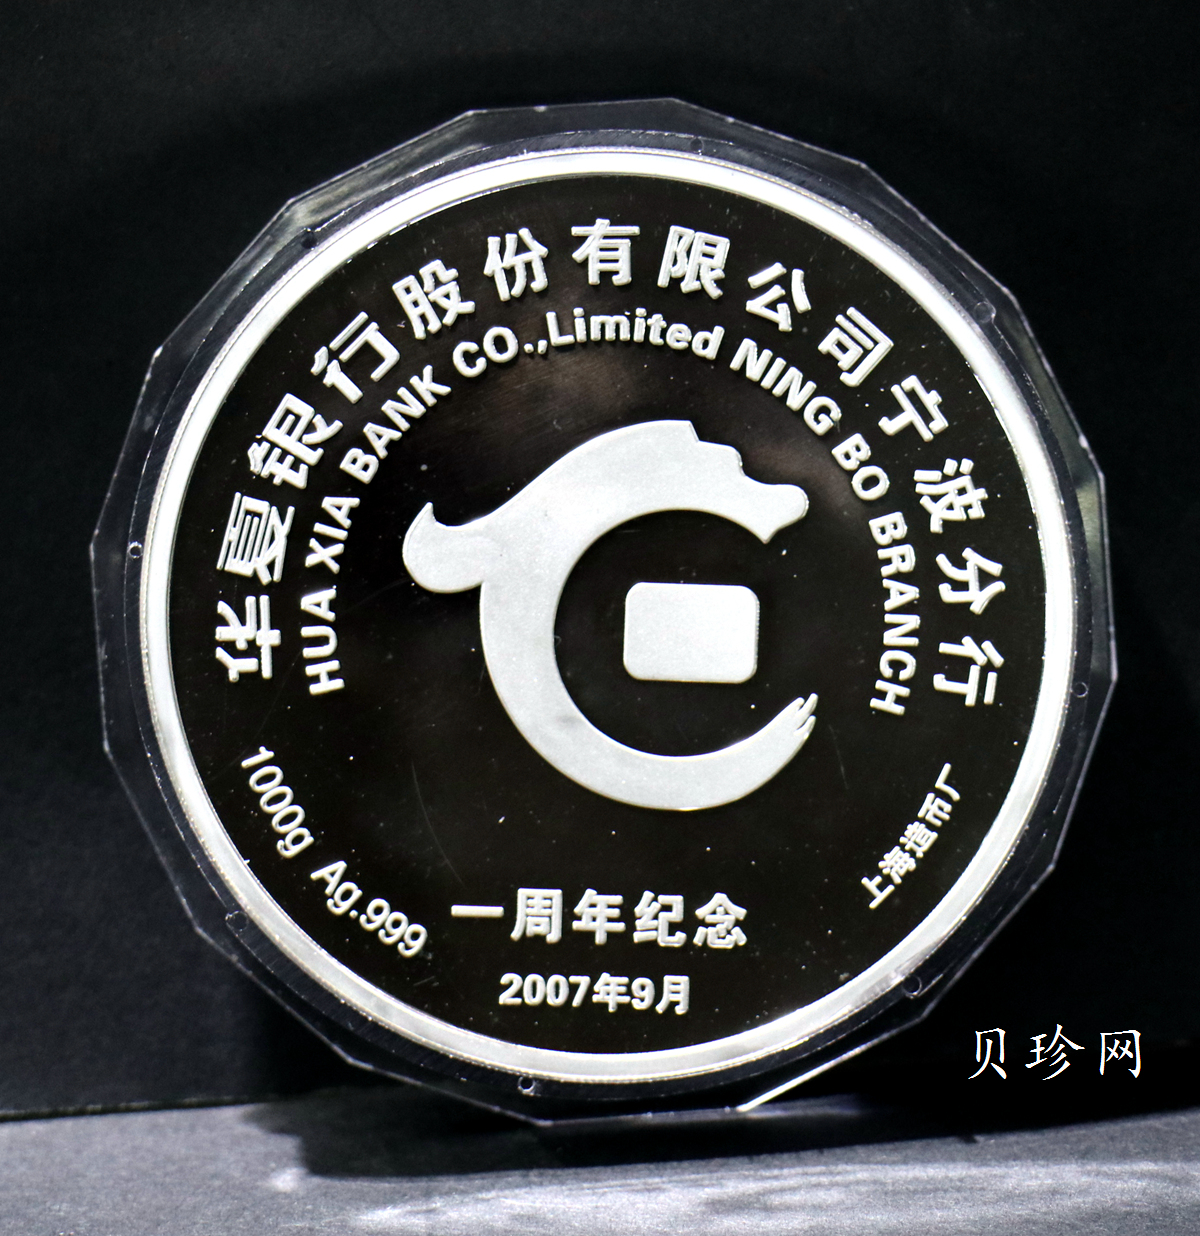 华夏银行股份有限公司宁波分行
HUA XIA BANK CO.,Limited NING BO BRANCH
1000g Ag.999
上海造币厂
一周年纪念
2007年9月
贝珍网